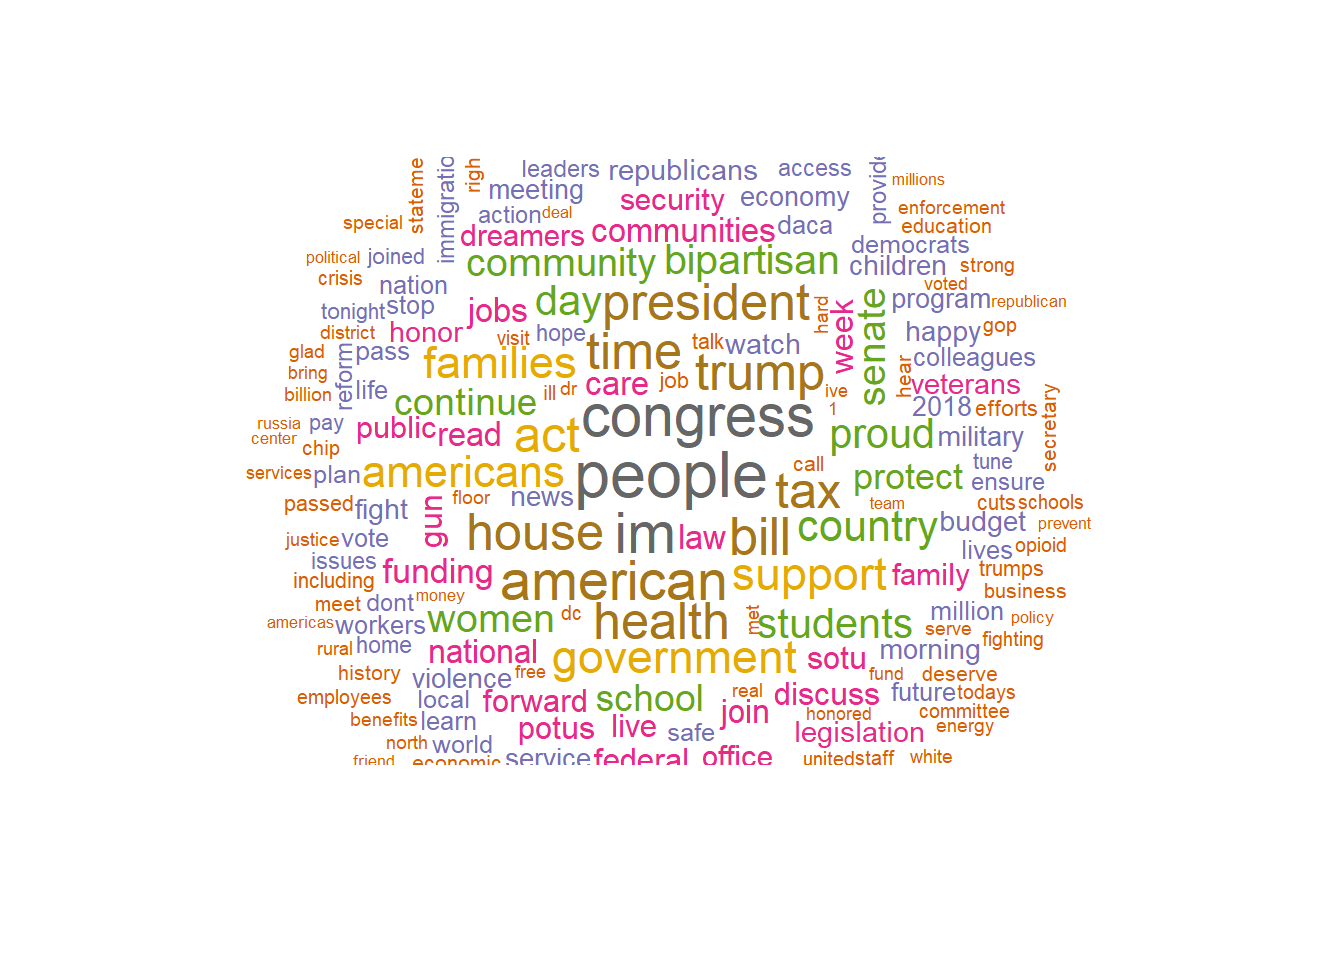 leaders republicans access
millions
stateme immigratio righ meeting security economy provide
special action deal enforcement
dreamers communities daca education
political joined community bipartisan democrats
crisis nation children strong
tonight stop day president voted
jobs hard week senate program republican
district honor visit hope happy gop
glad reform pass time talk watch colleagues
bring families trump hear
billion life care job veterans
continue ill dr ive 2018 efforts secretary
russia pay congress 1
center public read act proud military
chip
services plan americans people call protect tune
news tax ensure
passed fight gun floor team cuts schools
justice vote house im law bill country budget prevent
issues lives opioid
including funding american support family trumps
meet dont money business
americas workers women dc health met students million policy
rural home serve fighting
national government sotu morning
history violence free fund deserve
employees local forward school real discuss future todays
benefits learn join honored committee
north world potus live safe legislation energy
friend economic service federal office united staff white